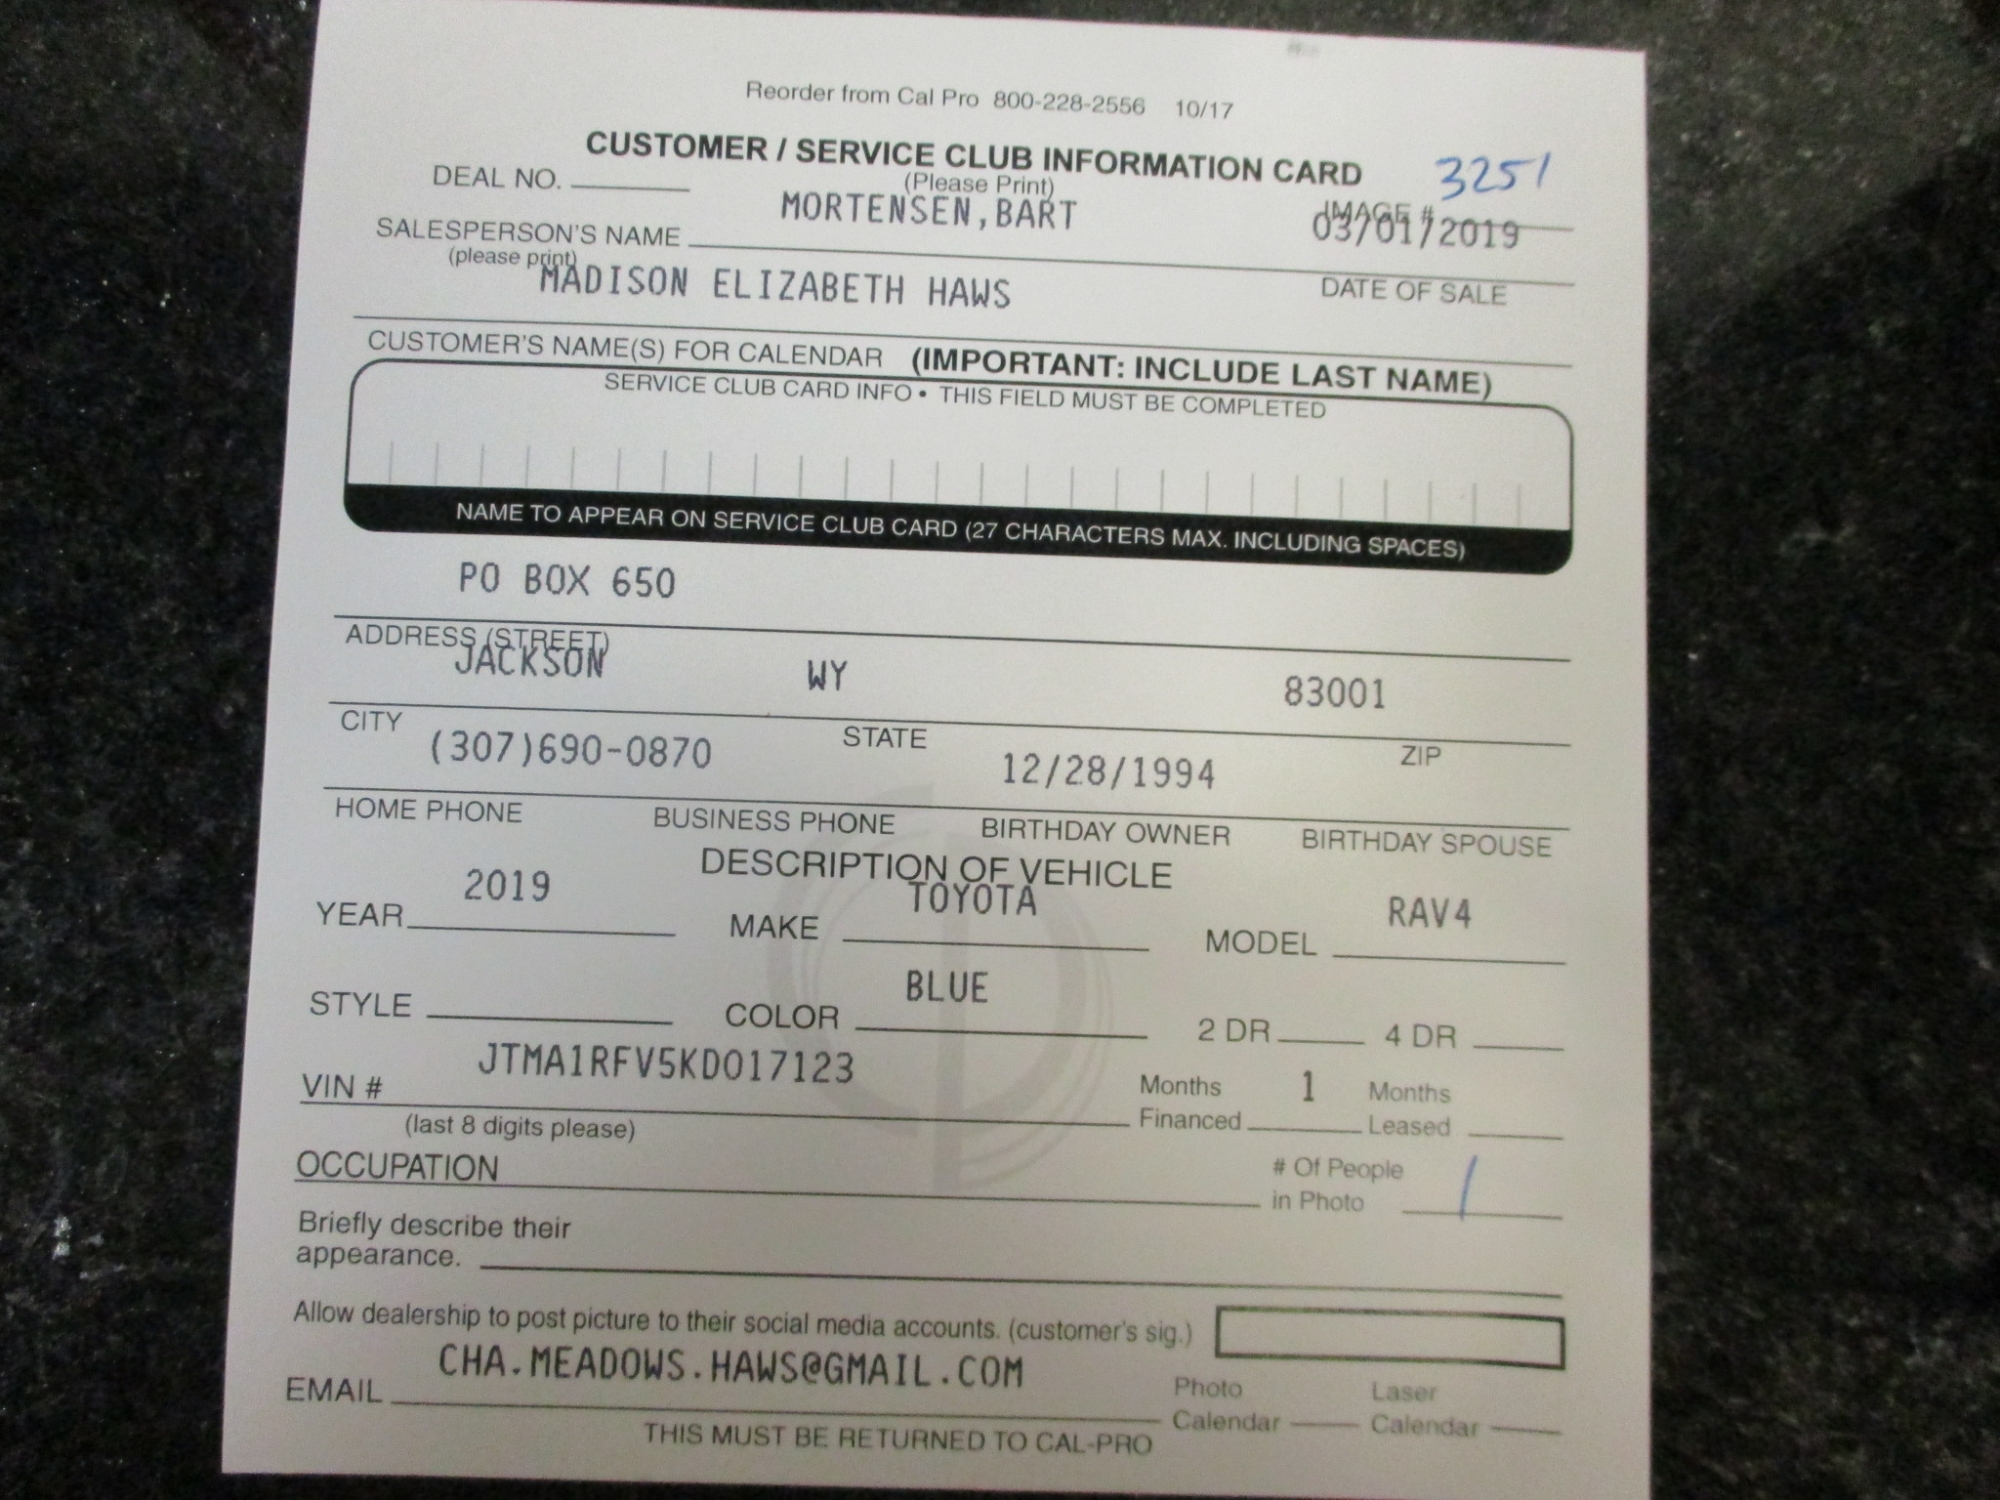 Reorder from Cal Pro 800-228-2556 10/17
CUSTOMER / SERVICE CLUB INFORMATION CARD 3251
DEAL NO. (Please Print) IMAGE #
SALESPERSON'S NAME MORTENSEN,BART 03/01/2019
(please print) DATE OF SALE
MADISON ELIZABETH HAWS
CUSTOMER'S NAME(S) FOR CALENDAR (IMPORTANT: INCLUDE LAST NAME)
SERVICE CLUB CARD INFO • THIS FIELD MUST BE COMPLETED
NAME TO APPEAR ON SERVICE CLUB CARD (27 CHARACTERS MAX. INCLUDING SPACES)
PO BOX 650
ADDRESS (STREET)
JACKSON WY 83001
CITY STATE ZIP
(307)690-0870 12/28/1994
HOME PHONE BUSINESS PHONE BIRTHDAY OWNER BIRTHDAY SPOUSE
DESCRIPTION OF VEHICLE
YEAR 2019 MAKE TOYOTA MODEL RAV4
STYLE COLOR BLUE 2 DR 4 DR
VIN # JTMA1RFV5KD017123 Months Financed 1 Months Leased
(last 8 digits please)
OCCUPATION # Of People in Photo 1
Briefly describe their
appearance.
Allow dealership to post picture to their social media accounts. (customer's sig.)
EMAIL CHA.MEADOWS.HAWS@GMAIL.COM Photo Calendar Laser Calendar
THIS MUST BE RETURNED TO CAL-PRO